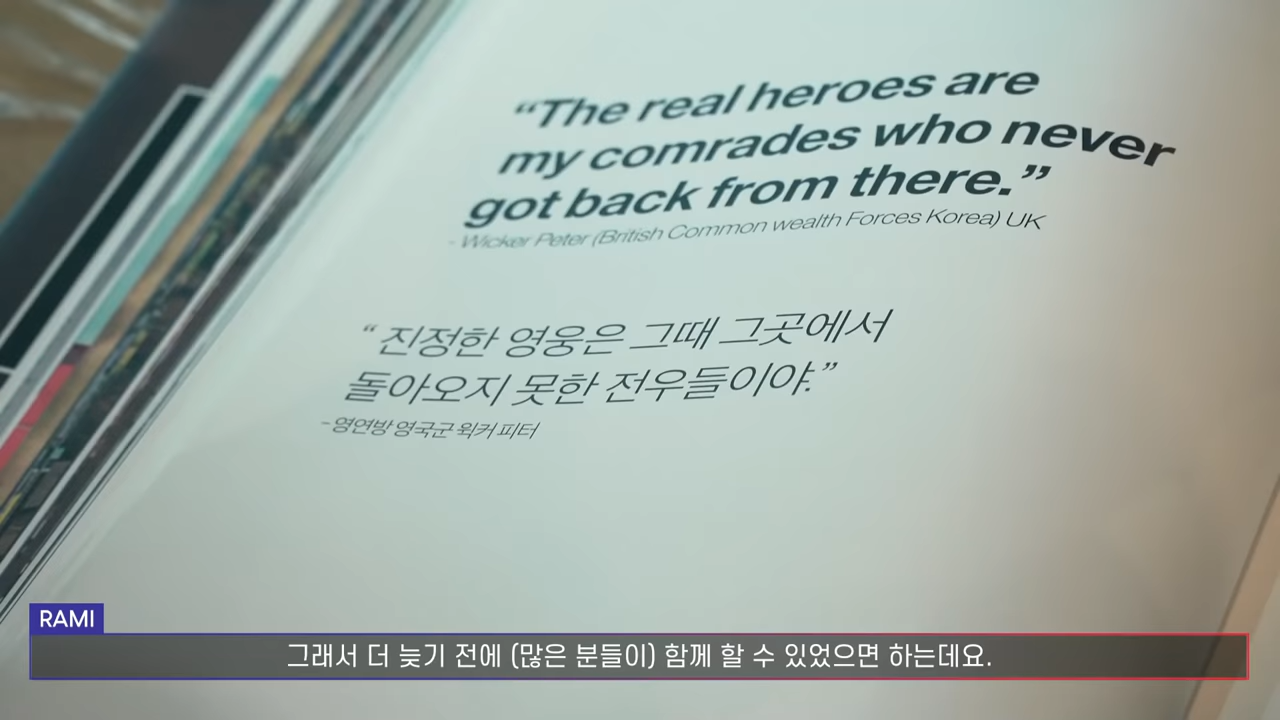 “The real heroes are
my comrades who never
got back from there.”
- Wicker Peter (British Common wealth Forces Korea) UK
“ 진정한 영웅은 그때 그곳에서
돌아오지 못한 전우들이야.”
- 영연방 영국군 윅커 피터
RAMI
그래서 더 늦기 전에 (많은 분들이) 함께 할 수 있었으면 하는데요.